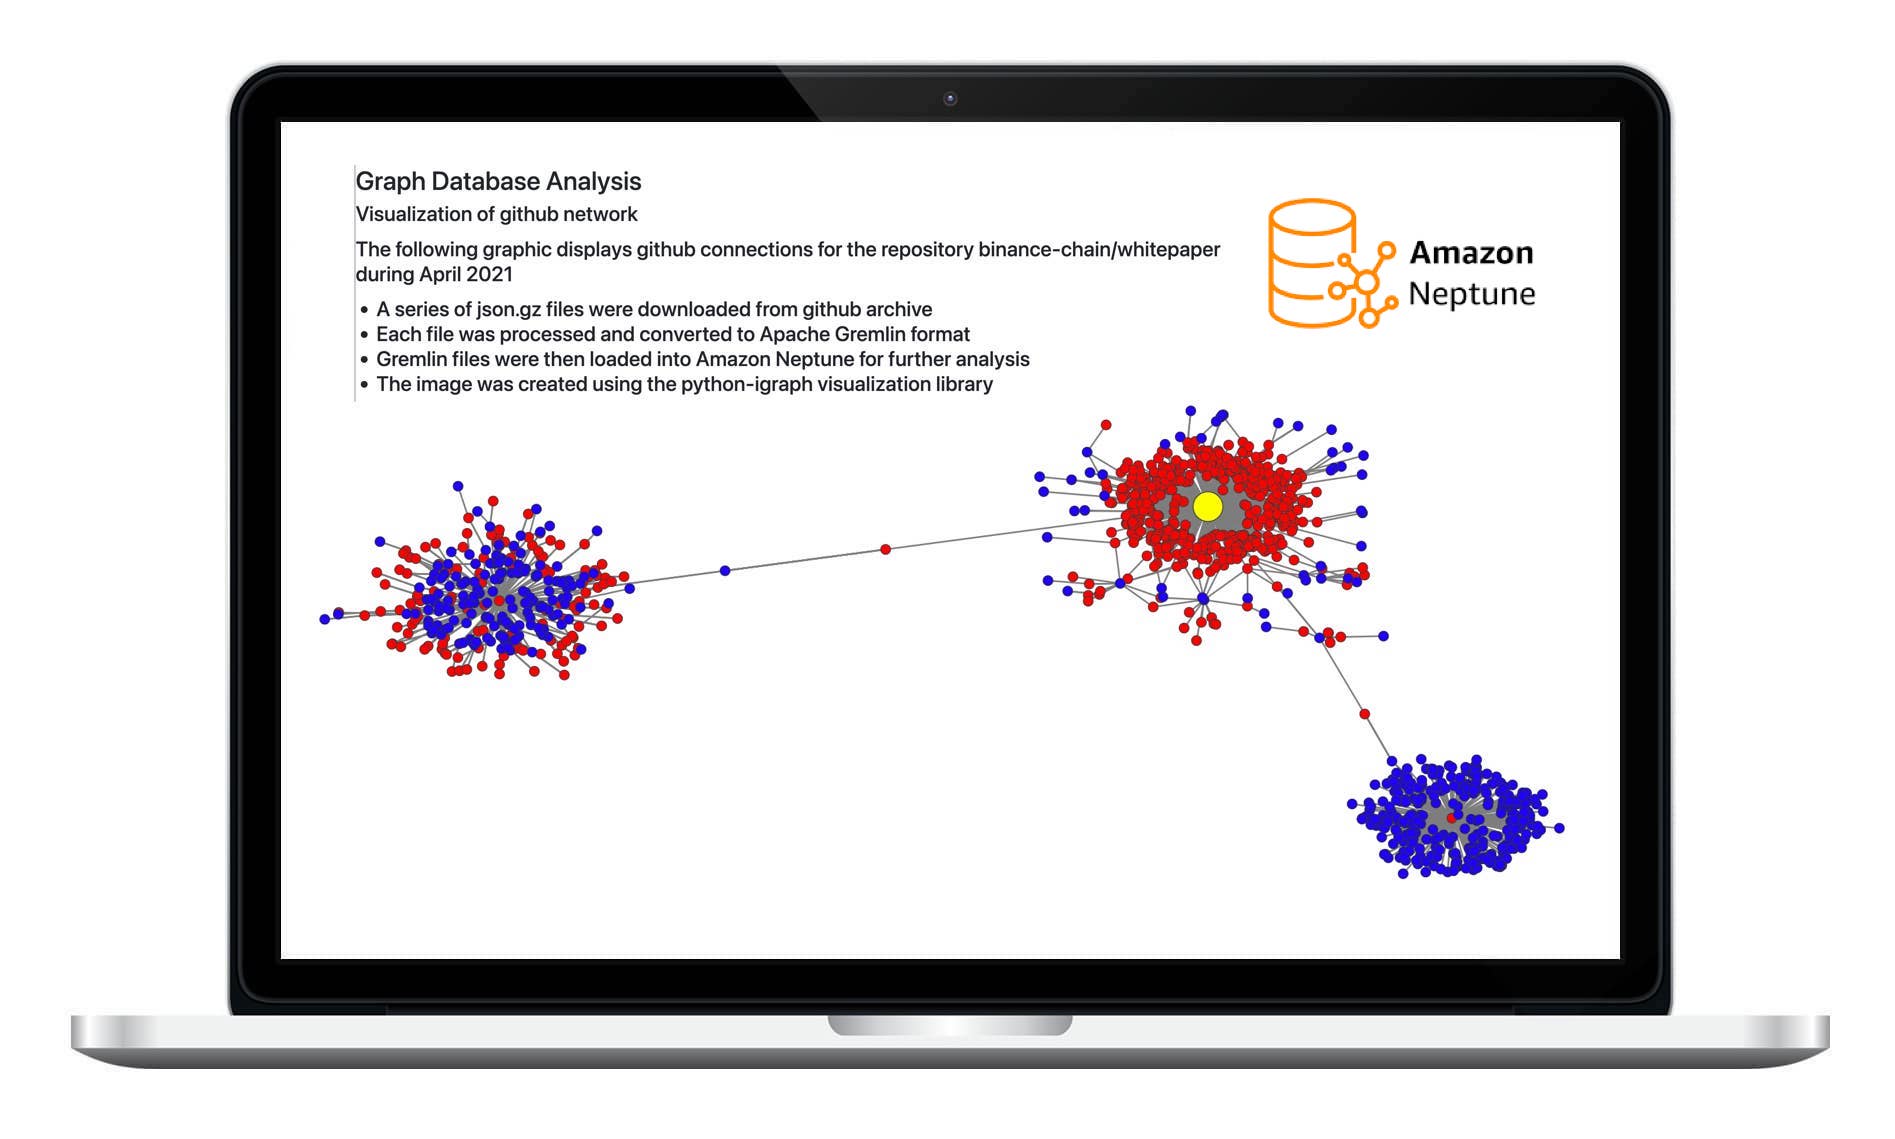 Graph Database Analysis
Visualization of github network
The following graphic displays github connections for the repository binance-chain/whitepaper
during April 2021
• A series of json.gz files were downloaded from github archive
• Each file was processed and converted to Apache Gremlin format
• Gremlin files were then loaded into Amazon Neptune for further analysis
• The image was created using the python-igraph visualization library
Amazon
Neptune